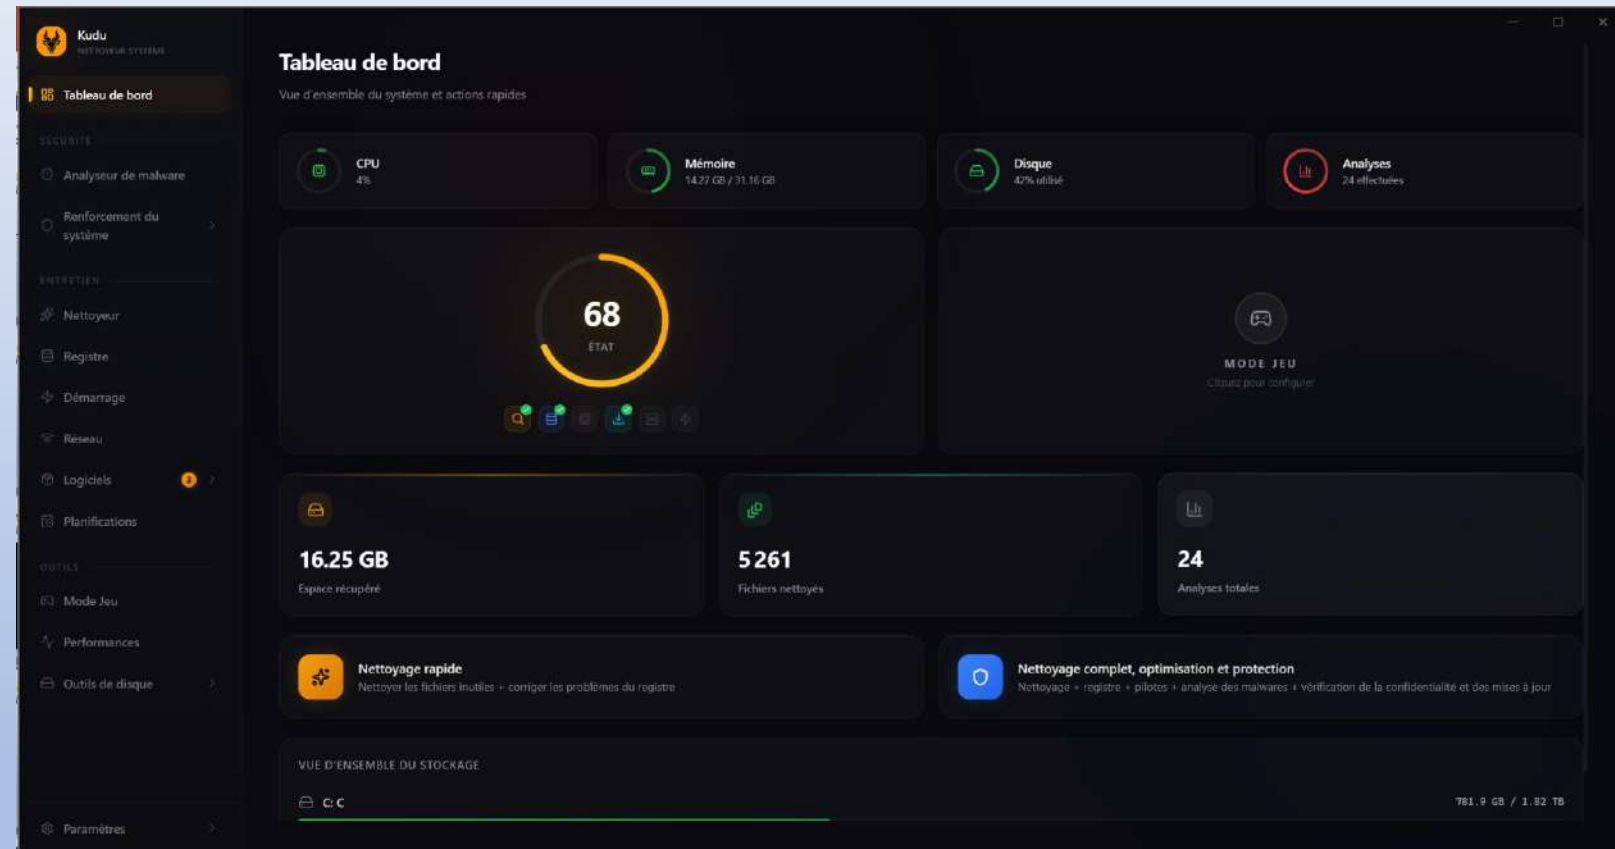 Kudu
NETTOYEUR SYSTÈME
Tableau de bord
SÉCURITÉ
Analyseur de malware
Renforcement du
système
ENTRETIEN
Nettoyeur
Registre
Démarrage
Réseau
Logiciels
Planifications
OUTILS
Mode Jeu
Performances
Outils de disque
Paramètres
Tableau de bord
Vue d'ensemble du système et actions rapides
CPU
4%
Mémoire
14.27 GB / 31.16 GB
Disque
42% utilisé
Analyses
24 effectuées
68
ÉTAT
MODE JEU
Cliquez pour configurer
16.25 GB
Espace récupéré
5 261
Fichiers nettoyés
24
Analyses totales
Nettoyage rapide
Nettoyer les fichiers inutiles + corriger les problèmes du registre
Nettoyage complet, optimisation et protection
Nettoyage + registre + pilotes + analyse des malwares + vérification de la confidentialité et des mises à jour
VUE D'ENSEMBLE DU STOCKAGE
C: C
781.9 GB / 1.82 TB